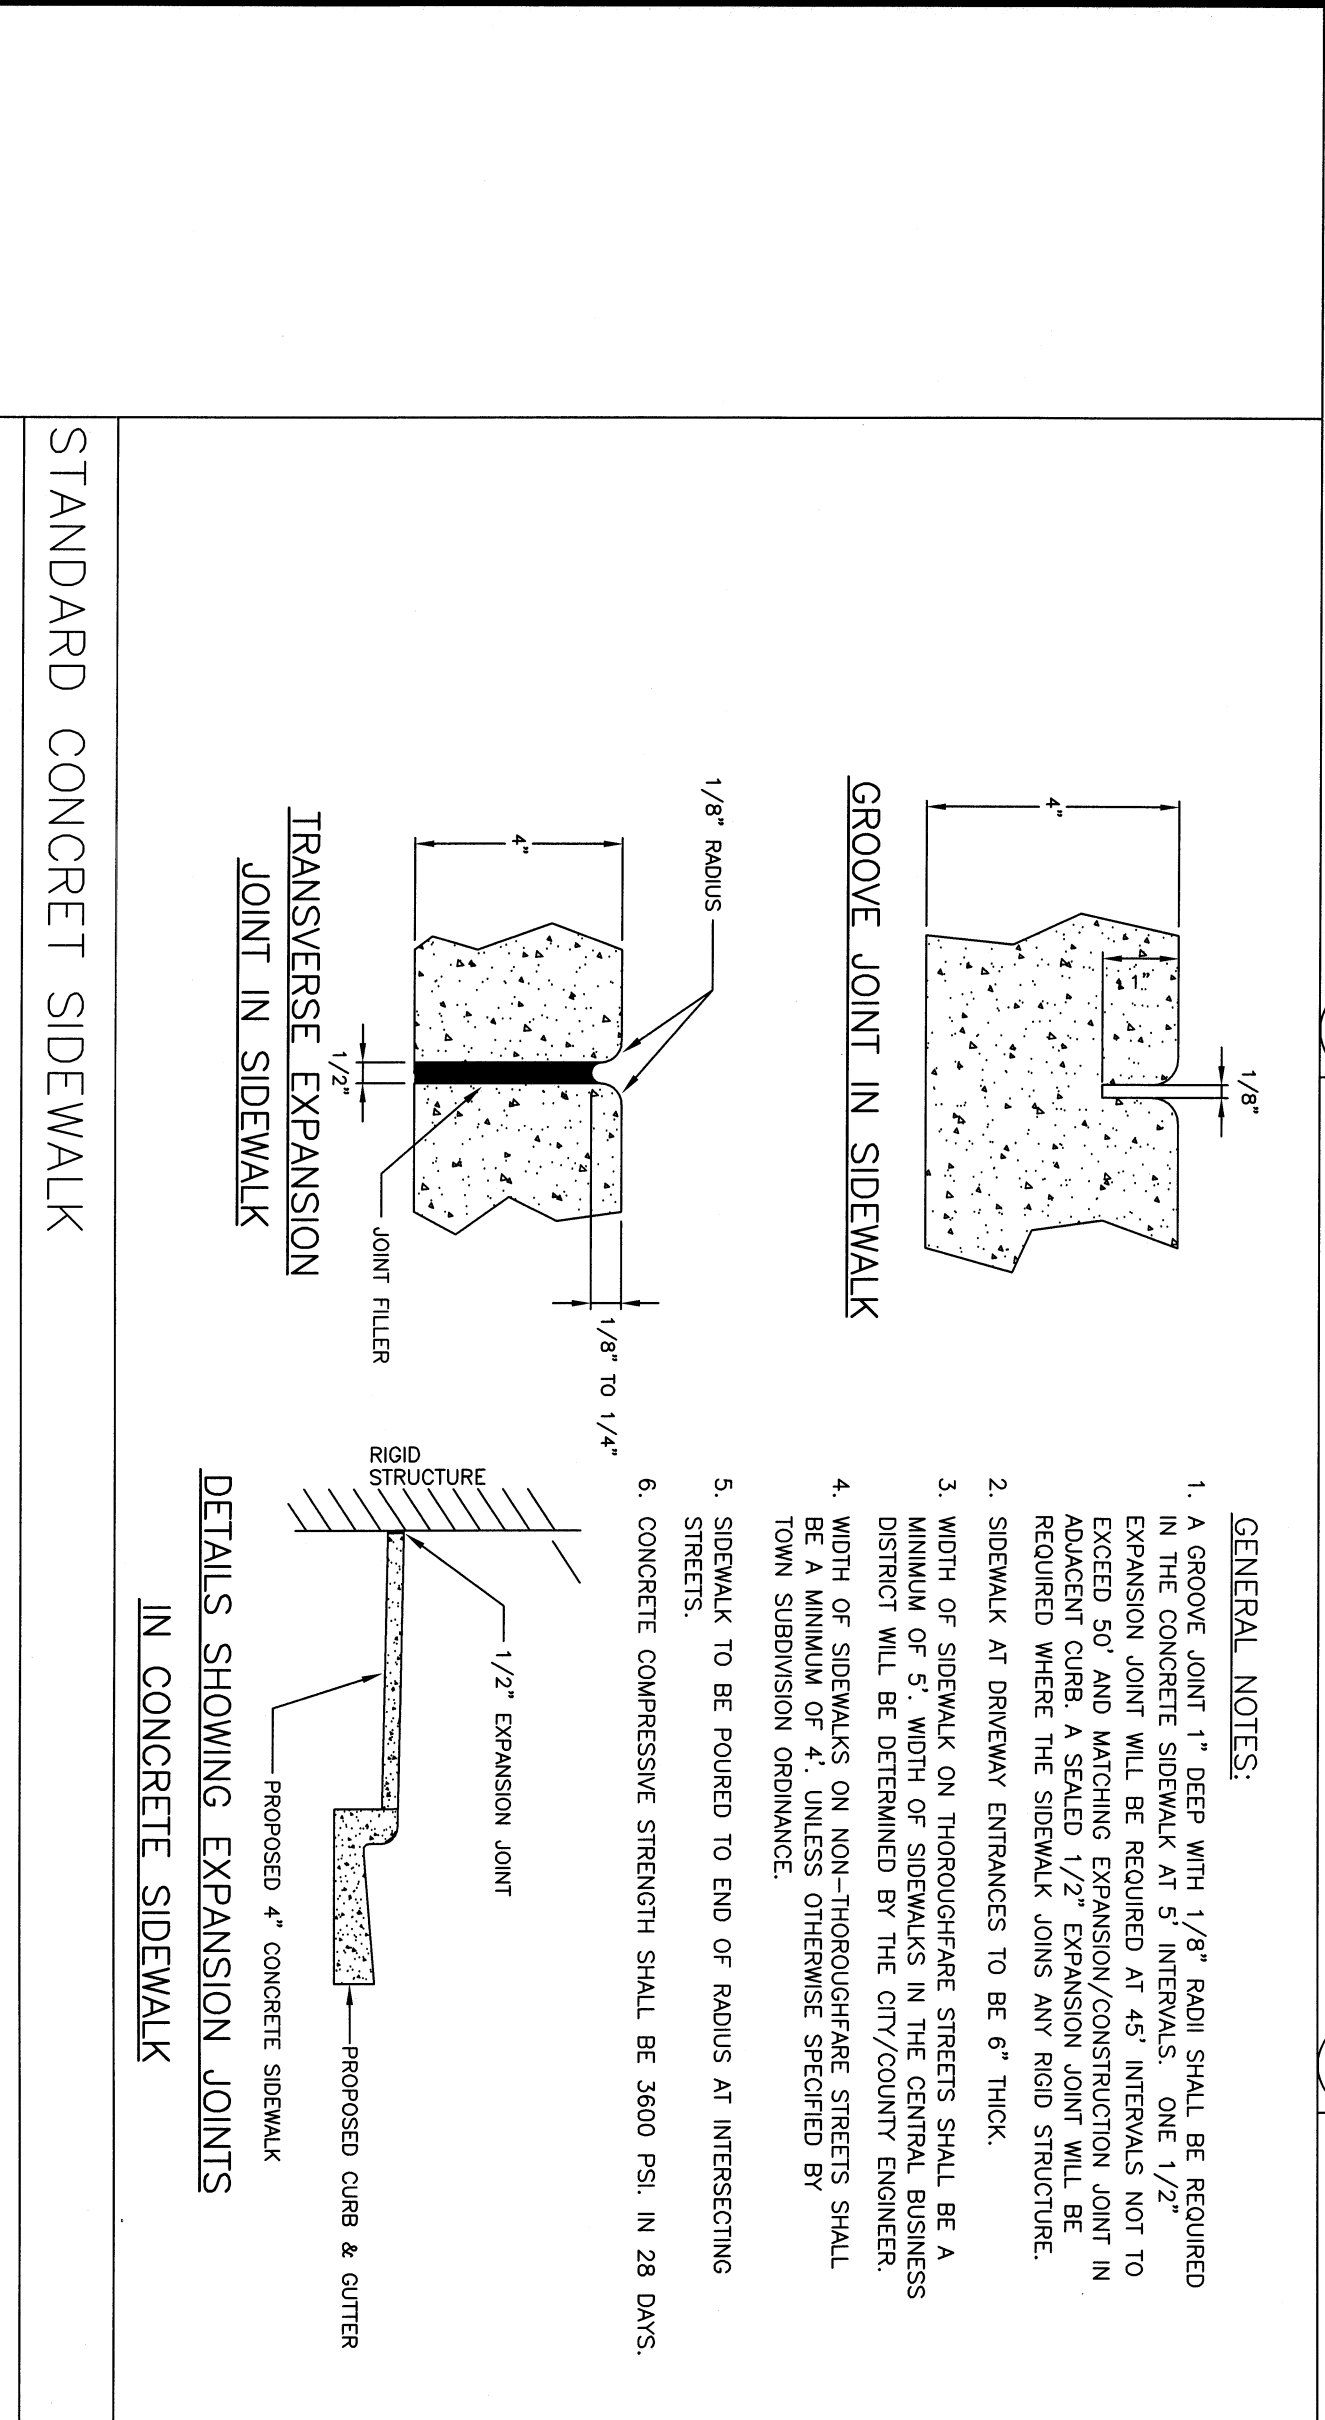 4"
1"
1/8"
GROOVE JOINT IN SIDEWALK
1/8" RADIUS
4"
1/8" TO 1/4"
1/2"
JOINT FILLER
TRANSVERSE EXPANSION
JOINT IN SIDEWALK
GENERAL NOTES:
1. A GROOVE JOINT 1" DEEP WITH 1/8" RADII SHALL BE REQUIRED
IN THE CONCRETE SIDEWALK AT 5' INTERVALS. ONE 1/2"
EXPANSION JOINT WILL BE REQUIRED AT 45' INTERVALS NOT TO
EXCEED 50' AND MATCHING EXPANSION/CONSTRUCTION JOINT IN
ADJACENT CURB. A SEALED 1/2" EXPANSION JOINT WILL BE
REQUIRED WHERE THE SIDEWALK JOINS ANY RIGID STRUCTURE.
2. SIDEWALK AT DRIVEWAY ENTRANCES TO BE 6" THICK.
3. WIDTH OF SIDEWALK ON THOROUGHFARE STREETS SHALL BE A
MINIMUM OF 5'. WIDTH OF SIDEWALKS IN THE CENTRAL BUSINESS
DISTRICT WILL BE DETERMINED BY THE CITY/COUNTY ENGINEER.
4. WIDTH OF SIDEWALKS ON NON-THOROUGHFARE STREETS SHALL
BE A MINIMUM OF 4'. UNLESS OTHERWISE SPECIFIED BY
TOWN SUBDIVISION ORDINANCE.
5. SIDEWALK TO BE POURED TO END OF RADIUS AT INTERSECTING
STREETS.
6. CONCRETE COMPRESSIVE STRENGTH SHALL BE 3600 PSI. IN 28 DAYS.
RIGID
STRUCTURE
1/2" EXPANSION JOINT
PROPOSED CURB & GUTTER
PROPOSED 4" CONCRETE SIDEWALK
DETAILS SHOWING EXPANSION JOINTS
IN CONCRETE SIDEWALK
STANDARD CONCRET SIDEWALK